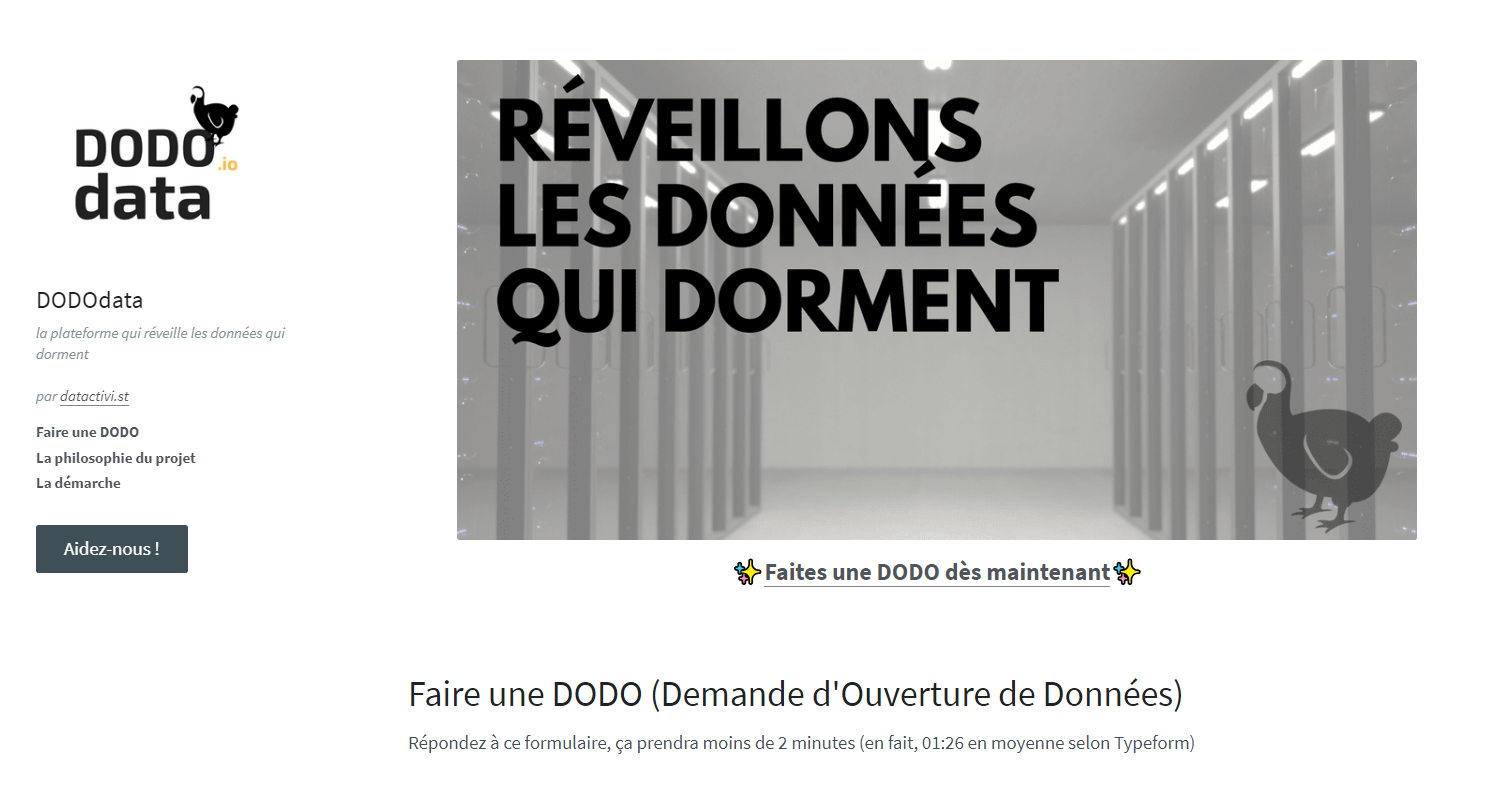 DODO
.io
data
DODOdata
la plateforme qui réveille les données qui
dorment
par datactivi.st
Faire une DODO
La philosophie du projet
La démarche
Aidez-nous !
RÉVEILLONS
LES DONNÉES
QUI DORMENT
Faites une DODO dès maintenant
Faire une DODO (Demande d'Ouverture de Données)
Répondez à ce formulaire, ça prendra moins de 2 minutes (en fait, 01:26 en moyenne selon Typeform)